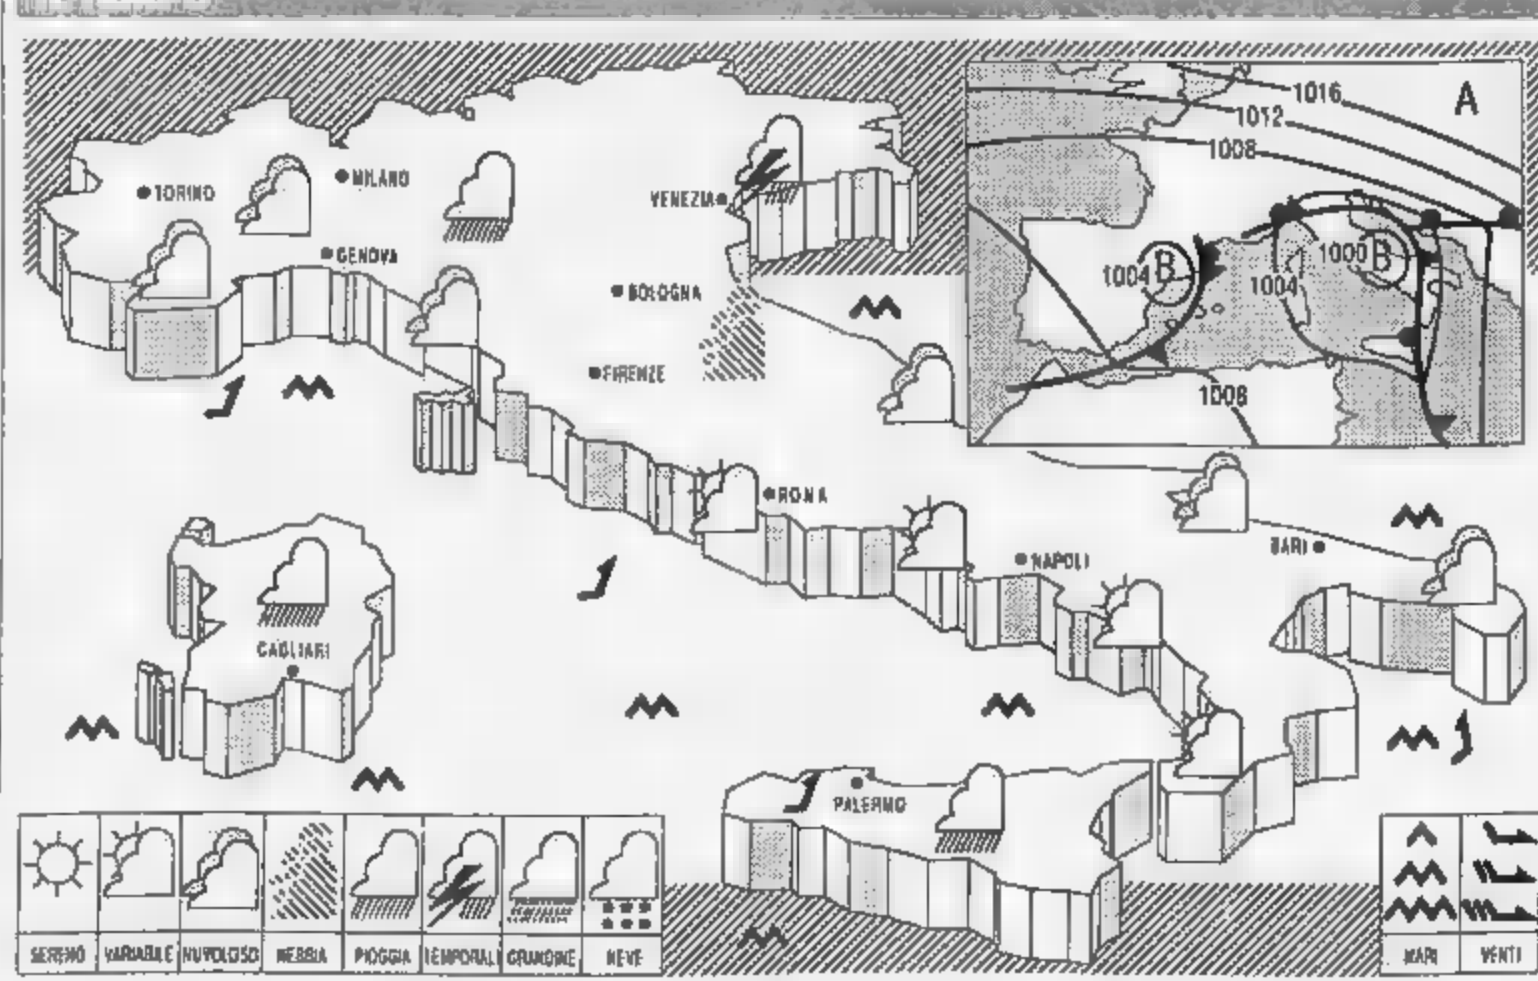 1016
A
1012
1008
TORINO
MILANO
VENEZIA
GENOVA
1000 B
1004 B
1004
BOLOGNA
FIRENZE
1008
ROMA
BARI
NAPOLI
CAGLIARI
PALERMO
SERENO VARIABILE NUVOLOSO NEBBIA PIOGGIA TEMPORALI GRANDINE NEVE
MARI VENTI